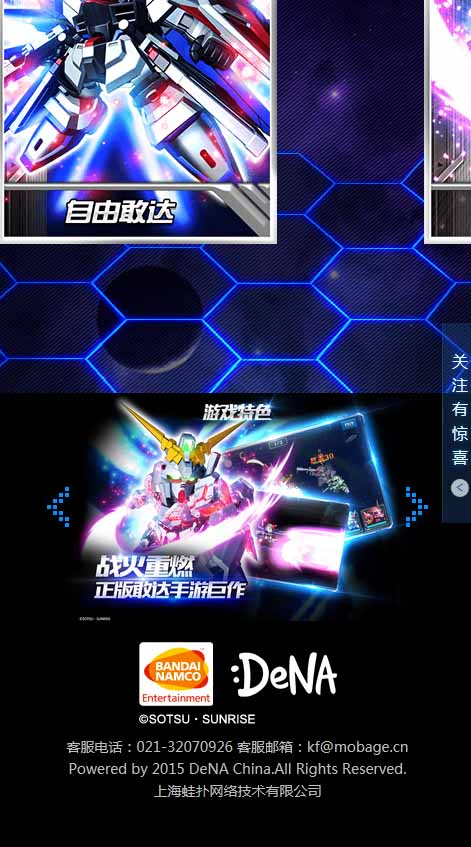 自由敢达
关注有惊喜
游戏特色
战火重燃
正版敢达手游巨作
©SOTSU・SUNRISE
BANDAI
NAMCO
Entertainment
:DeNA
©SOTSU・SUNRISE
客服电话：021-32070926 客服邮箱：kf@mobage.cn
Powered by 2015 DeNA China.All Rights Reserved.
上海蛙扑网络技术有限公司